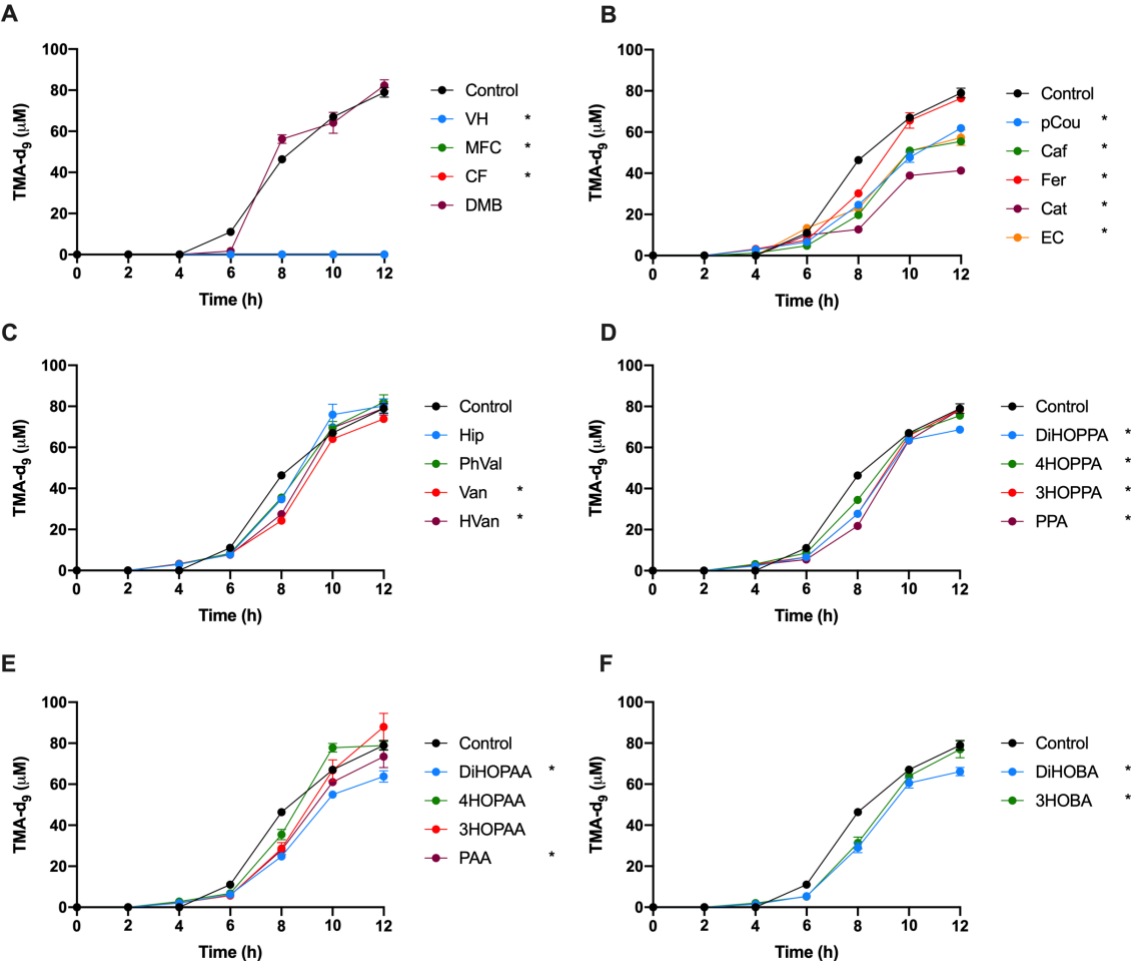 A
100
80
60
40
20
0
TMA-d9 (μM)
0 2 4 6 8 10 12
Time (h)
Control
VH *
MFC *
CF *
DMB
B
100
80
60
40
20
0
TMA-d9 (μM)
0 2 4 6 8 10 12
Time (h)
Control
pCou *
Caf *
Fer *
Cat *
EC *
C
100
80
60
40
20
0
TMA-d9 (μM)
0 2 4 6 8 10 12
Time (h)
Control
Hip
PhVal
Van *
HVan *
D
100
80
60
40
20
0
TMA-d9 (μM)
0 2 4 6 8 10 12
Time (h)
Control
DiHOPPA *
4HOPPA *
3HOPPA *
PPA *
E
100
80
60
40
20
0
TMA-d9 (μM)
0 2 4 6 8 10 12
Time (h)
Control
DiHOPAA *
4HOPAA
3HOPAA
PAA *
F
100
80
60
40
20
0
TMA-d9 (μM)
0 2 4 6 8 10 12
Time (h)
Control
DiHOBA *
3HOBA *